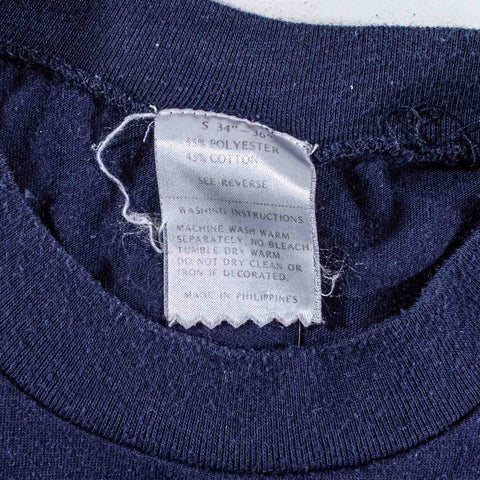 S 34" - 36"
55% POLYESTER
45% COTTON
SEE REVERSE
WASHING INSTRUCTIONS
MACHINE WASH WARM
SEPARATELY. NO BLEACH
TUMBLE DRY WARM.
DO NOT DRY CLEAN OR
IRON IF DECORATED.
MADE IN PHILIPPINES